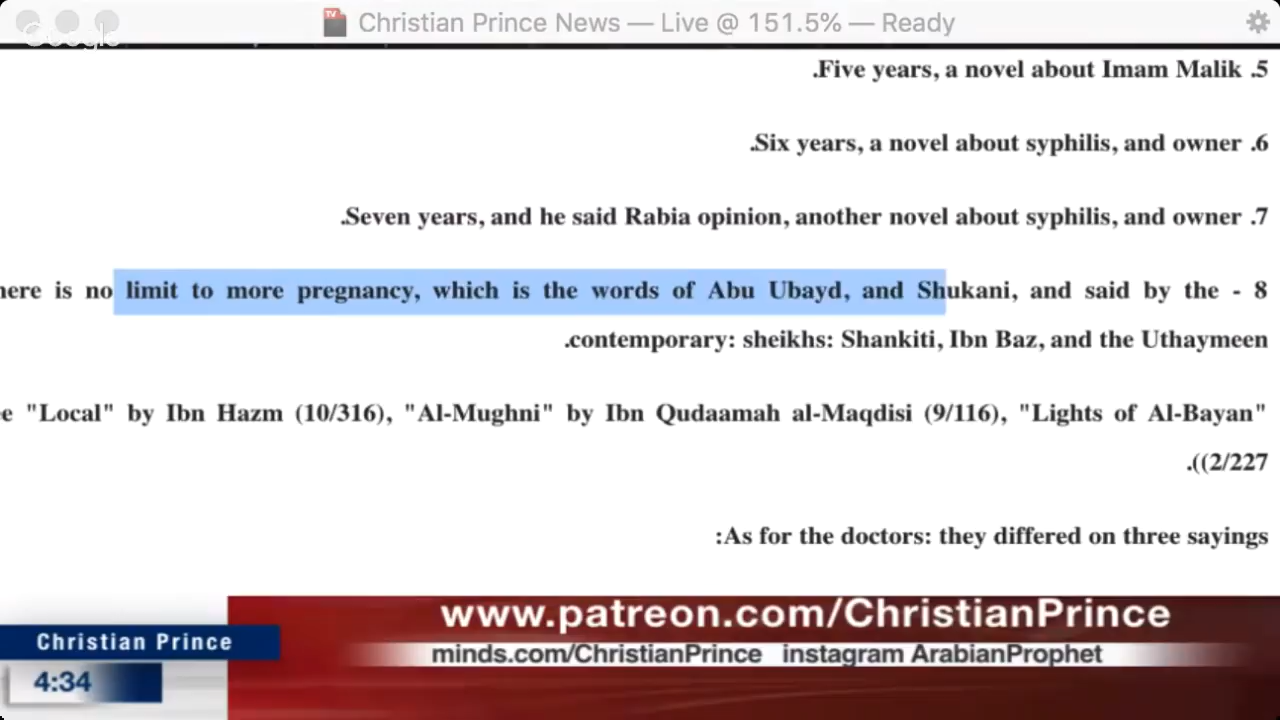 Christian Prince News — Live @ 151.5% — Ready
Google
.Five years, a novel about Imam Malik .5
.Six years, a novel about syphilis, and owner .6
.Seven years, and he said Rabia opinion, another novel about syphilis, and owner .7
here is no limit to more pregnancy, which is the words of Abu Ubayd, and Shukani, and said by the - 8
.contemporary: sheikhs: Shankiti, Ibn Baz, and the Uthaymeen
e "Local" by Ibn Hazm (10/316), "Al-Mughni" by Ibn Qudaamah al-Maqdisi (9/116), "Lights of Al-Bayan"
.((2/227
:As for the doctors: they differed on three sayings
www.patreon.com/ChristianPrince
Christian Prince
minds.com/ChristianPrince instagram ArabianProphet
4:34